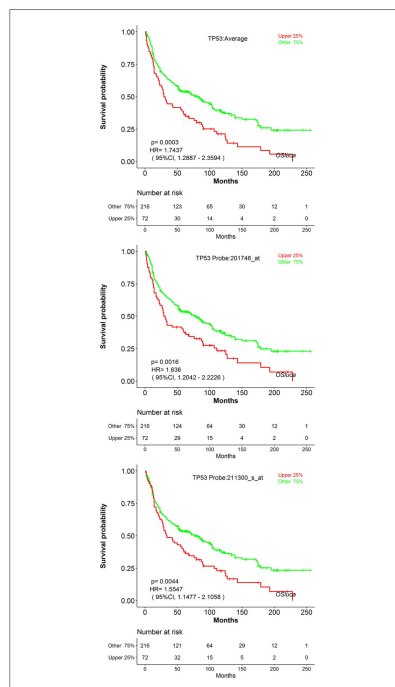 TP53:Average
Upper 25%
Other 75%
Survival probability
1.00
0.75
0.50
0.25
0.00
p= 0.0003
HR= 1.7437
( 95%CI, 1.2887 - 2.3594 )
OSluce
0 50 100 150 200 250
Months
Number at risk
Other 75% 216 123 65 30 12 1
Upper 25% 72 30 14 4 2 0
0 50 100 150 200 250
Months
TP53 Probe:201746_at
Upper 25%
Other 75%
Survival probability
1.00
0.75
0.50
0.25
0.00
p= 0.0016
HR= 1.636
( 95%CI, 1.2042 - 2.2226 )
OSluce
0 50 100 150 200 250
Months
Number at risk
Other 75% 216 124 64 30 12 1
Upper 25% 72 29 15 4 2 0
0 50 100 150 200 250
Months
TP53 Probe:211300_s_at
Upper 25%
Other 75%
Survival probability
1.00
0.75
0.50
0.25
0.00
p= 0.0044
HR= 1.5547
( 95%CI, 1.1477 - 2.1058 )
OSluce
0 50 100 150 200 250
Months
Number at risk
Other 75% 216 121 64 29 12 1
Upper 25% 72 32 15 5 2 0
0 50 100 150 200 250
Months